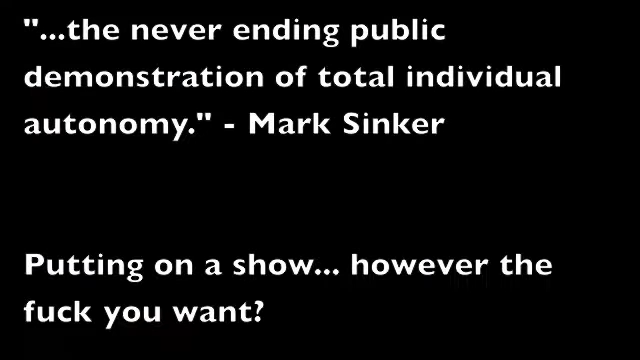 "...the never ending public
demonstration of total individual
autonomy." - Mark Sinker
Putting on a show... however the
fuck you want?